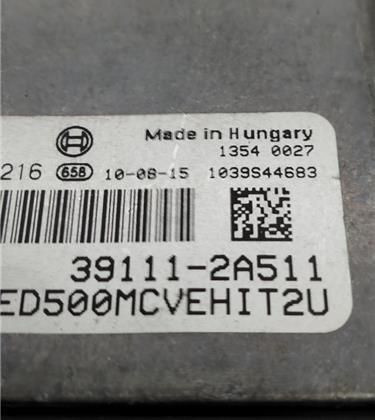 Made in Hungary
1354 0027
216 658 10-08-15 1039S44683
39111-2A511
ED500MCVEHIT2U